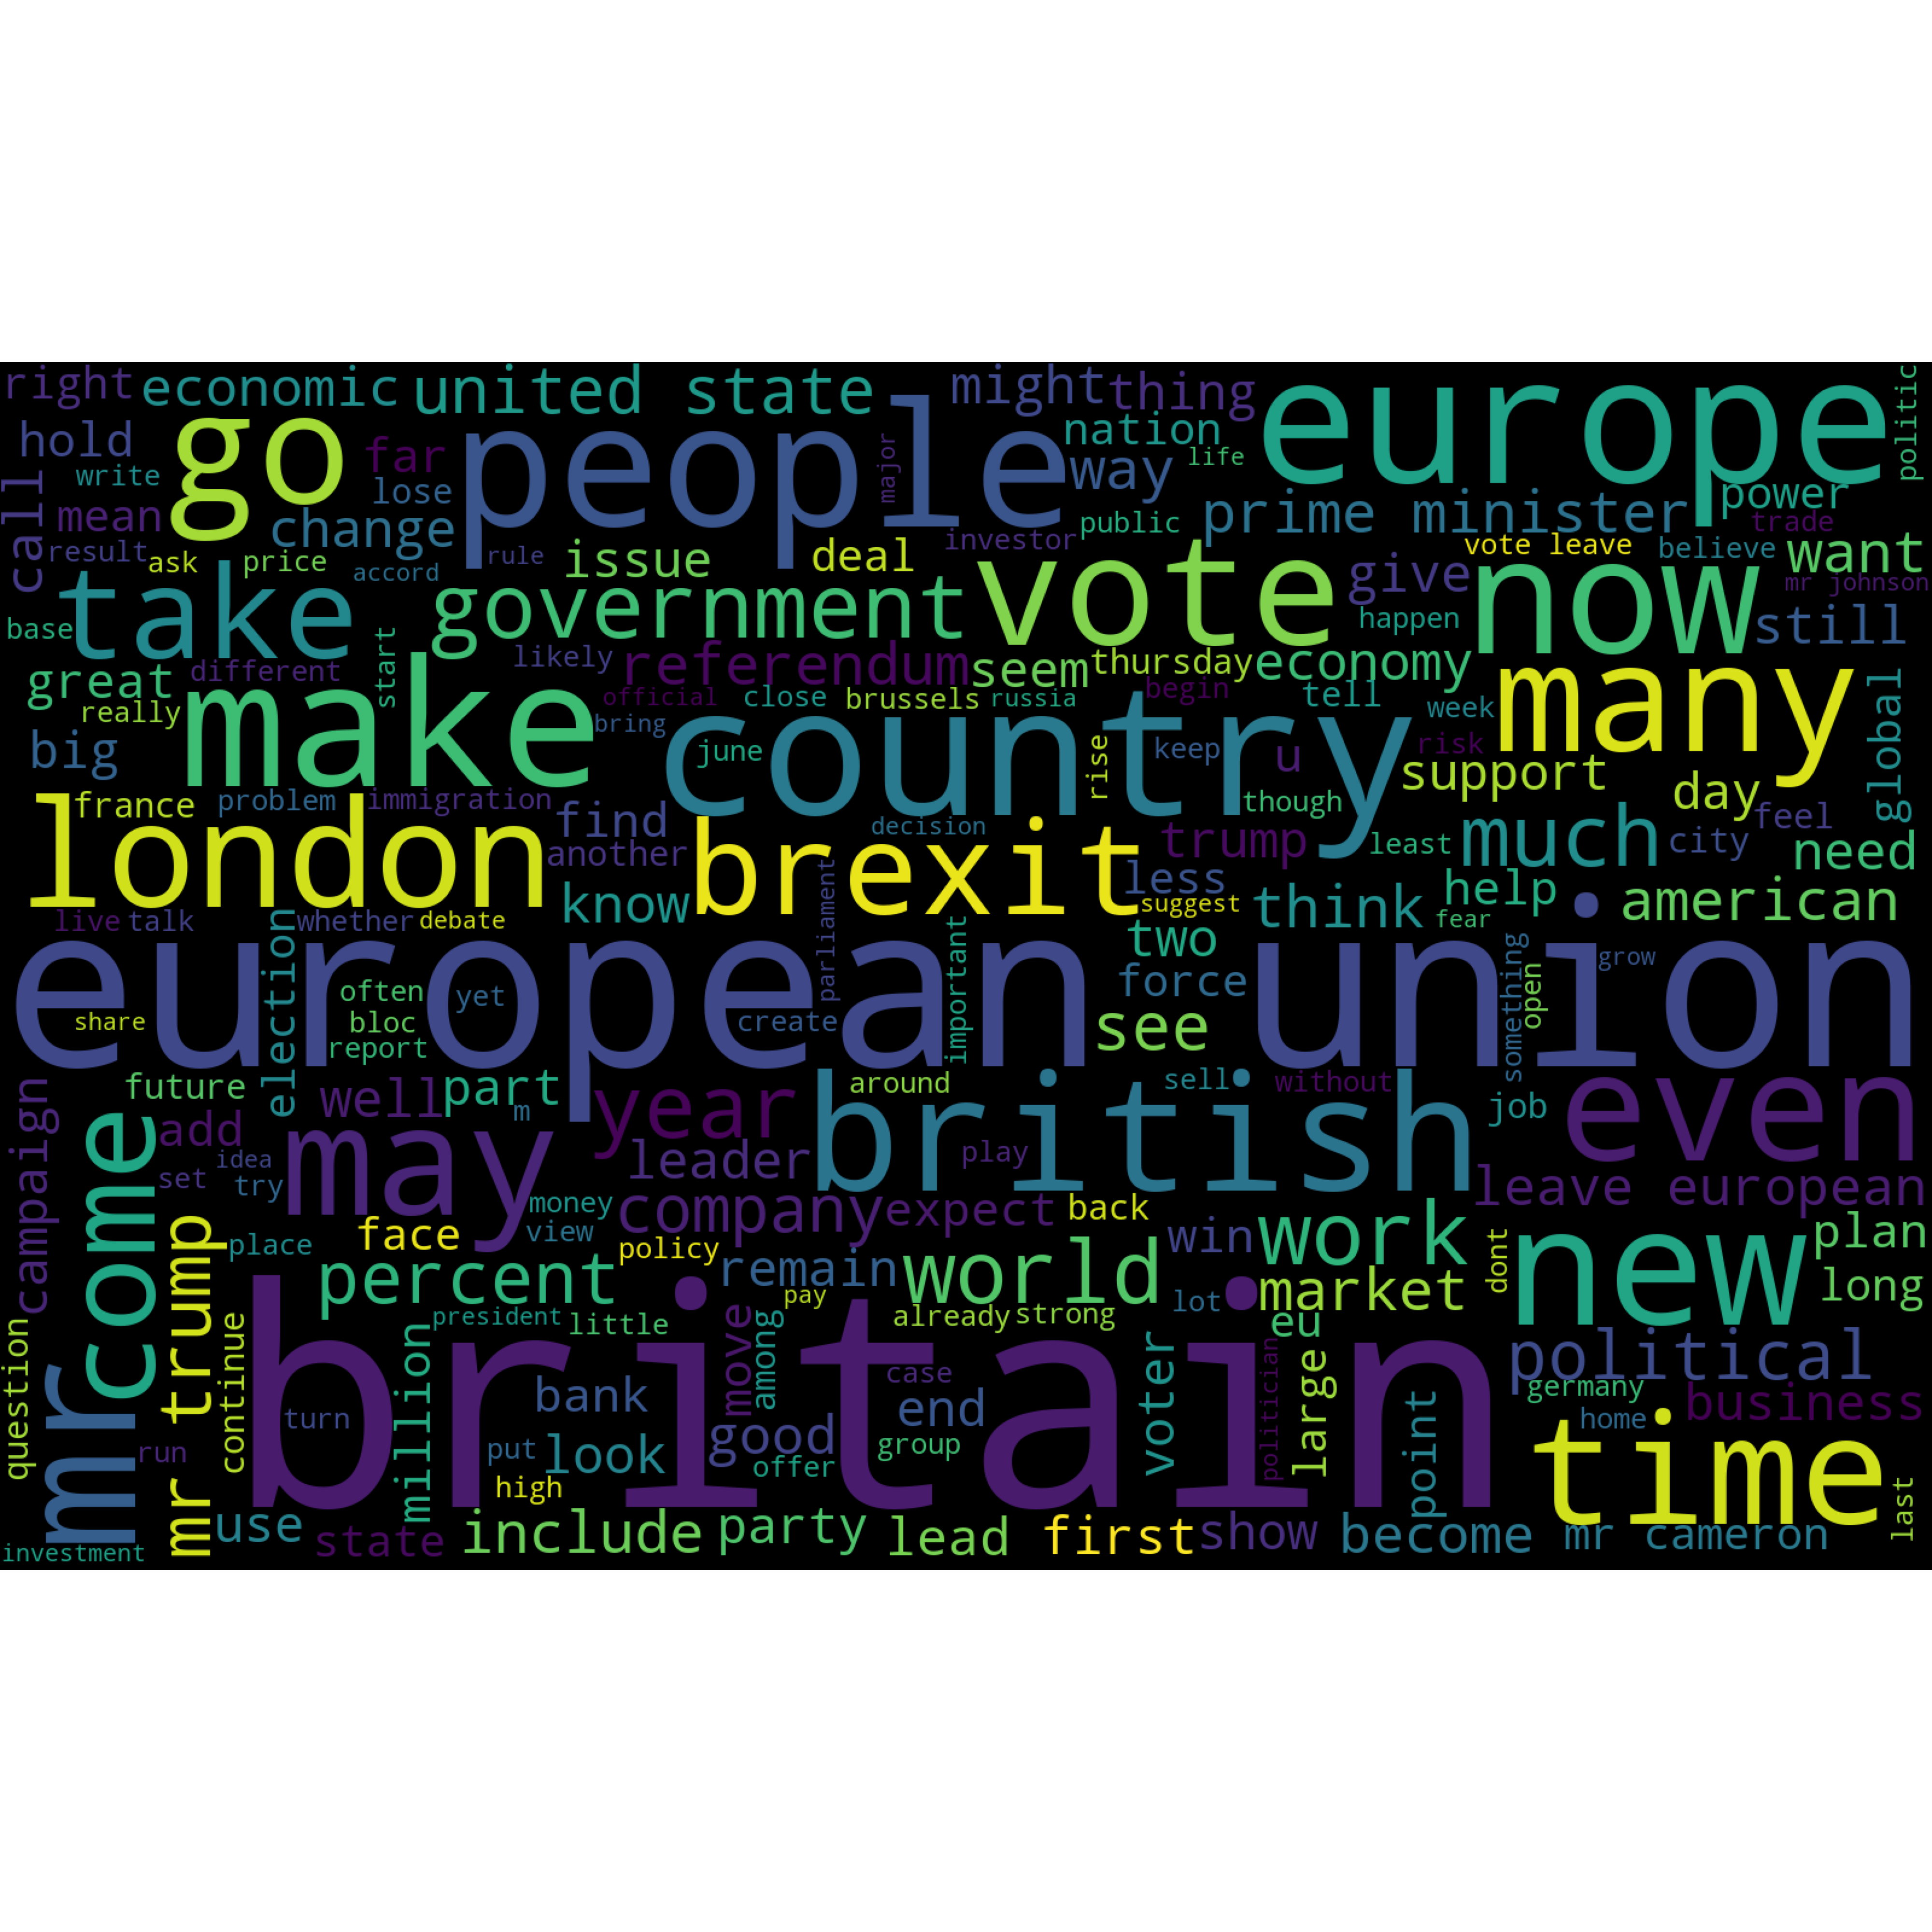 right
economic
united state
might
thing
europe
politic
hold
go
people
major
nation
life
write
far
way
call
lose
power
mean
change
public
prime minister
trade
result
ask
price
rule
issue
deal
investor
vote leave
believe
want
accord
take
government
vote
give
now
mr johnson
base
happen
still
different
start
likely
referendum
seem
thursday
economy
many
great
make
official
close
brussels
russia
begin
tell
week
global
really
bring
country
big
june
rise
keep
u
risk
support
day
france
problem
immigration
find
decision
though
feel
london
another
brexit
trump
least
much
city
need
know
parliament
less
suggest
think
help
american
live
talk
whether
debate
fear
european union
election
often
yet
important
two
force
something
grow
open
share
bloc
create
see
report
future
well
part
m
year
around
british
sell
without
job
even
campaign
come
add
may
leader
play
idea
set
try
money
company
expect
back
leave european
mr trump
place
face
view
policy
win
work
dont
new
plan
percent
remain
world
market
long
pay
lot
question
continue
president
little
move
among
already
strong
eu
political
mr
million
britain
voter
politician
large
germany
business
turn
bank
case
end
point
home
time
run
put
look
good
group
offer
high
last
use
state
include
party
lead
first
show
become
mr cameron
investment